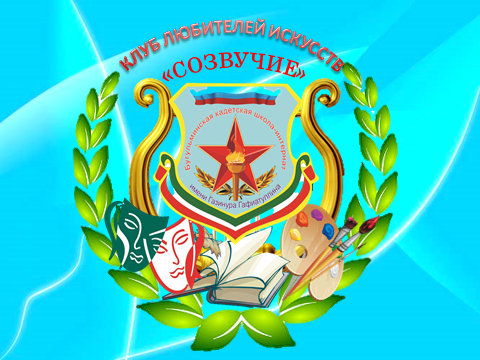 КЛУБ ЛЮБИТЕЛЕЙ ИСКУССТВ
«СОЗВУЧИЕ»
Бугульминская кадетская школа-интернат
имени Газинура Гафиатуллина